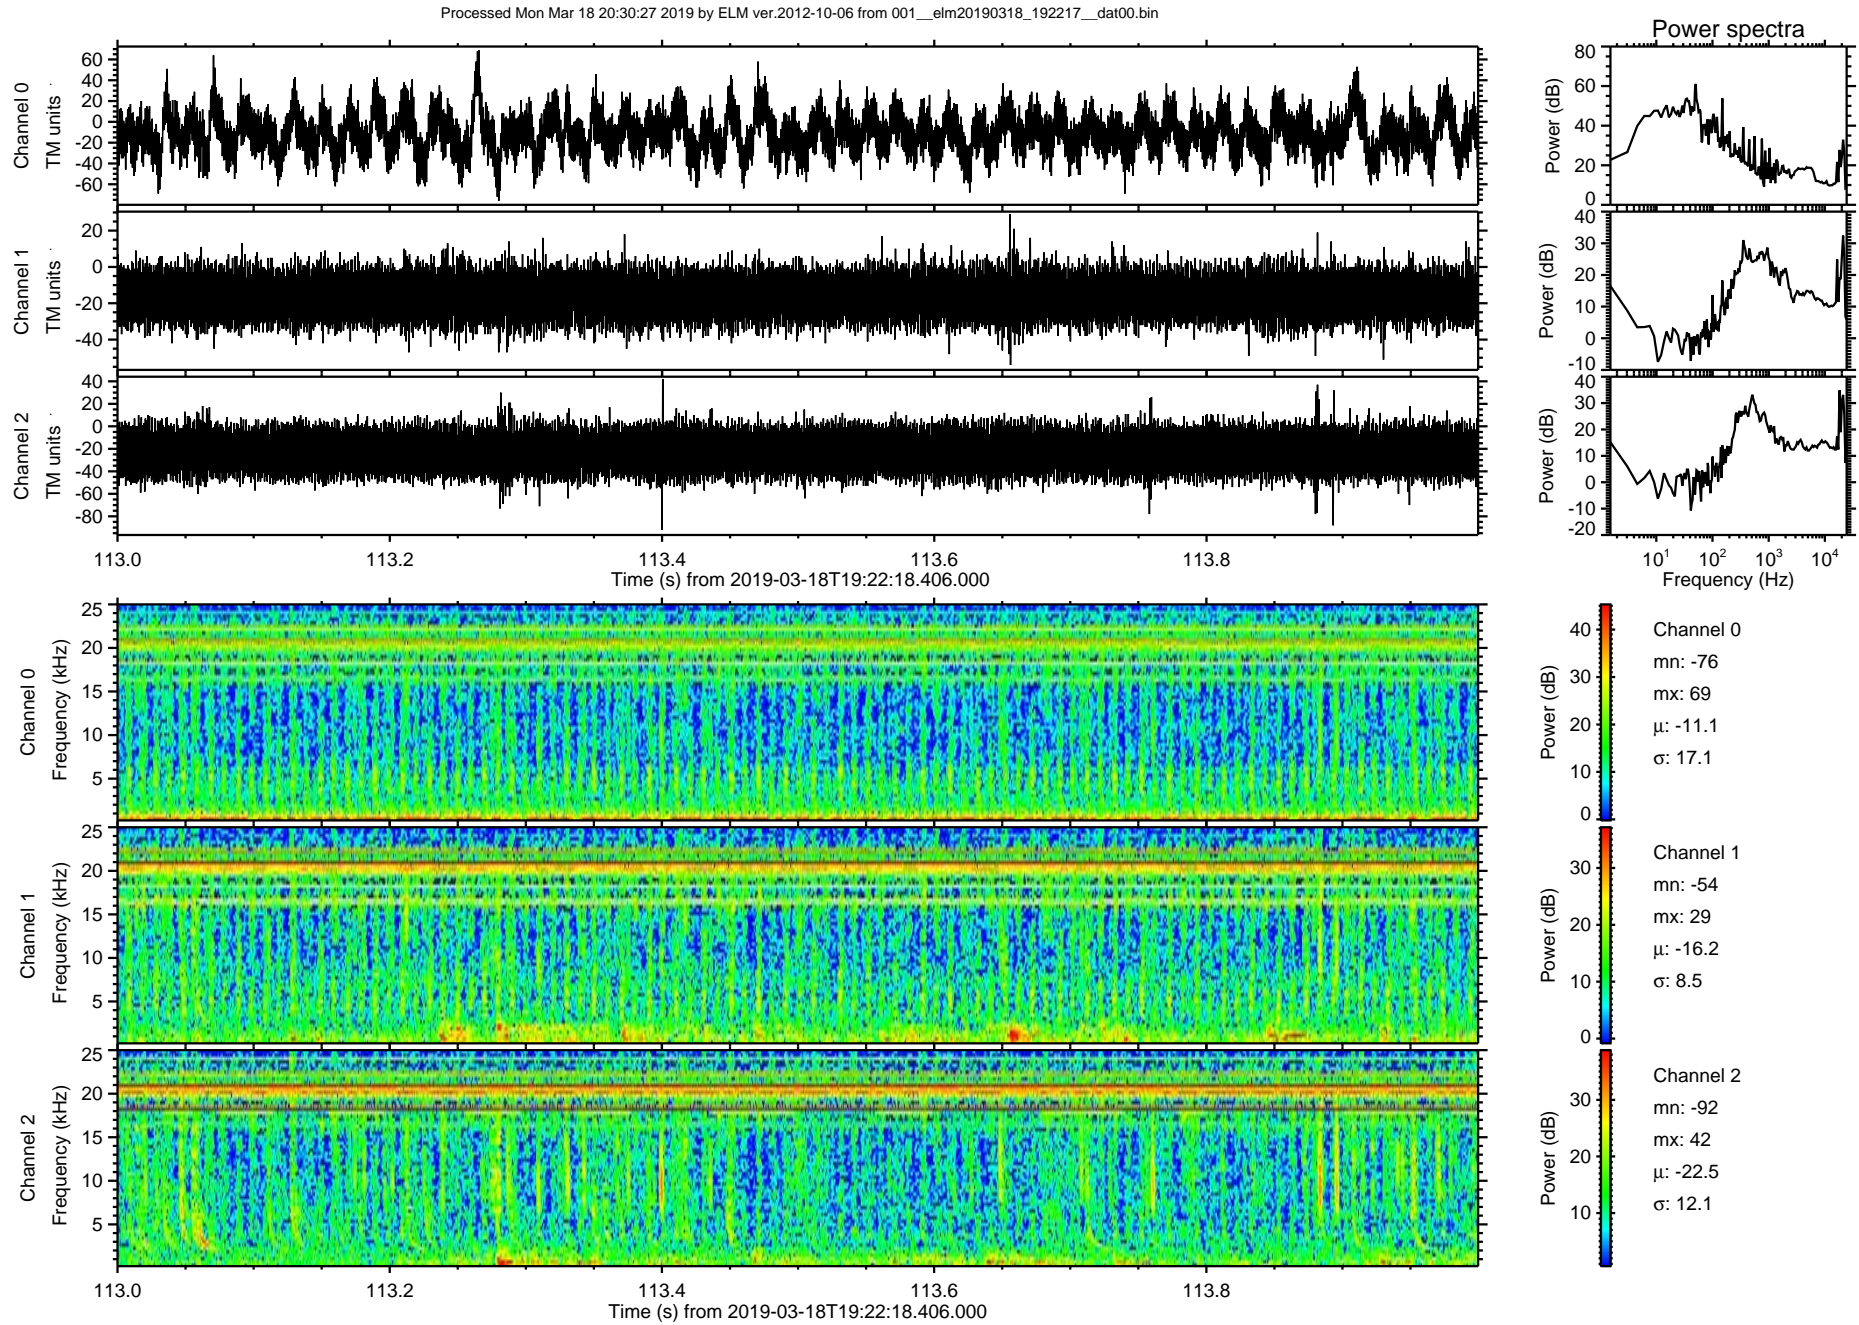 Processed Mon Mar 18 20:30:27 2019 by ELM ver.2012-10-06 from 001__elm20190318_192217__dat00.bin
Power spectra
Channel 0
TM units
60
40
20
0
-20
-40
-60
Power (dB)
80
60
40
20
0
Channel 1
TM units
20
0
-20
-40
Power (dB)
40
30
20
10
0
-10
Channel 2
TM units
40
20
-0
-20
-40
-60
-80
Power (dB)
40
30
20
10
0
-10
-20
113.0 113.2 113.4 113.6 113.8
Time (s) from 2019-03-18T19:22:18.406.000
10¹ 10² 10³ 10⁴
Frequency (Hz)
Channel 0
Frequency (kHz)
25
20
15
10
5
Power (dB)
40
30
20
10
0
Channel 0
mn: -76
mx: 69
μ: -11.1
σ: 17.1
Channel 1
Frequency (kHz)
25
20
15
10
5
Power (dB)
30
20
10
0
Channel 1
mn: -54
mx: 29
μ: -16.2
σ: 8.5
Channel 2
Frequency (kHz)
25
20
15
10
5
Power (dB)
30
20
10
Channel 2
mn: -92
mx: 42
μ: -22.5
σ: 12.1
113.0 113.2 113.4 113.6 113.8
Time (s) from 2019-03-18T19:22:18.406.000